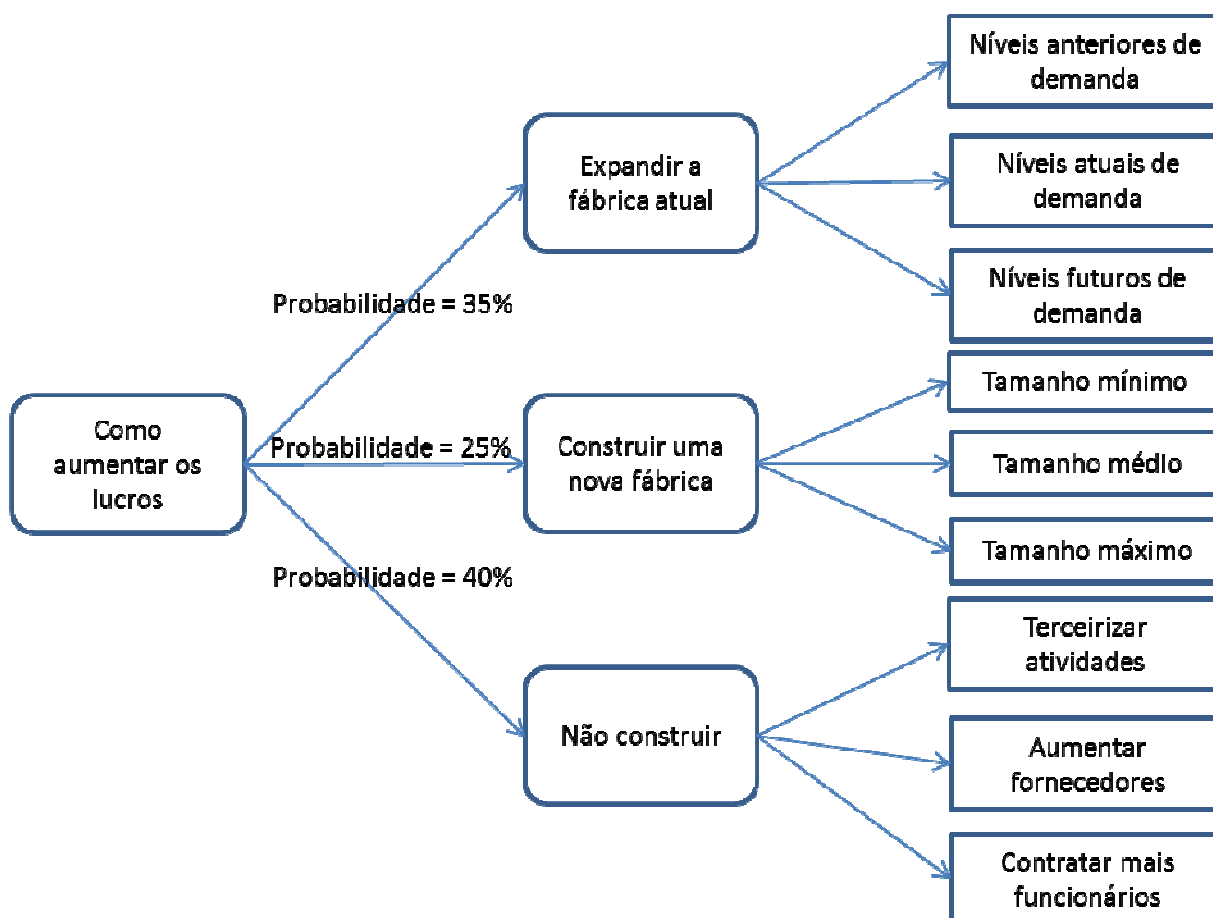 Níveis anteriores de
demanda
Expandir a
fábrica atual
Níveis atuais de
demanda
Níveis futuros de
demanda
Probabilidade = 35%
Tamanho mínimo
Como
aumentar os
lucros
Probabilidade = 25%
Construir uma
nova fábrica
Tamanho médio
Tamanho máximo
Probabilidade = 40%
Terceirizar
atividades
Não construir
Aumentar
fornecedores
Contratar mais
funcionários